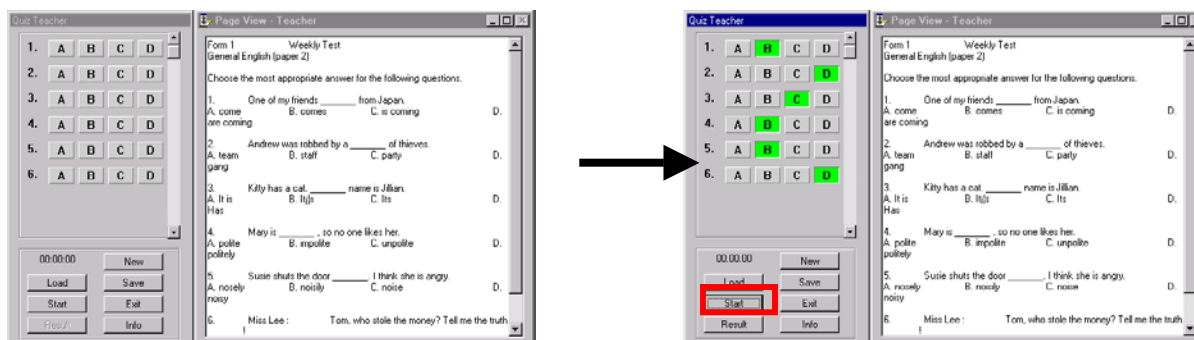 Quiz Teacher
1. A B C D
2. A B C D
3. A B C D
4. A B C D
5. A B C D
6. A B C D
00:00:00 New
Load Save
Start Exit
Result Info
Page View - Teacher
Form 1 Weekly Test
General English (paper 2)
Choose the most appropriate answer for the following questions.
1. One of my friends _______ from Japan.
A. come B. comes C. is coming D.
are coming
2. Andrew was robbed by a _______ of thieves.
A. team B. staff C. party D.
gang
3. Kitty has a cat. _______ name is Jillian.
A. It is B. It's C. Its D.
Has
4. Mary is _______ , so no one likes her.
A. polite B. impolite C. unpolite D.
politely
5. Susie shuts the door _______. I think she is angry.
A. nosely B. noisily C. noise D.
noisy
6. Miss Lee : Tom, who stole the money? Tell me the truth
!
Quiz Teacher
1. A B C D
2. A B C D
3. A B C D
4. A B C D
5. A B C D
6. A B C D
00:00:00 New
Load Save
Start Exit
Result Info
Page View - Teacher
Form 1 Weekly Test
General English (paper 2)
Choose the most appropriate answer for the following questions.
1. One of my friends _______ from Japan.
A. come B. comes C. is coming D.
are coming
2. Andrew was robbed by a _______ of thieves.
A. team B. staff C. party D.
gang
3. Kitty has a cat. _______ name is Jillian.
A. It is B. It's C. Its D.
Has
4. Mary is _______ , so no one likes her.
A. polite B. impolite C. unpolite D.
politely
5. Susie shuts the door _______. I think she is angry.
A. nosely B. noisily C. noise D.
noisy
6. Miss Lee : Tom, who stole the money? Tell me the truth
!